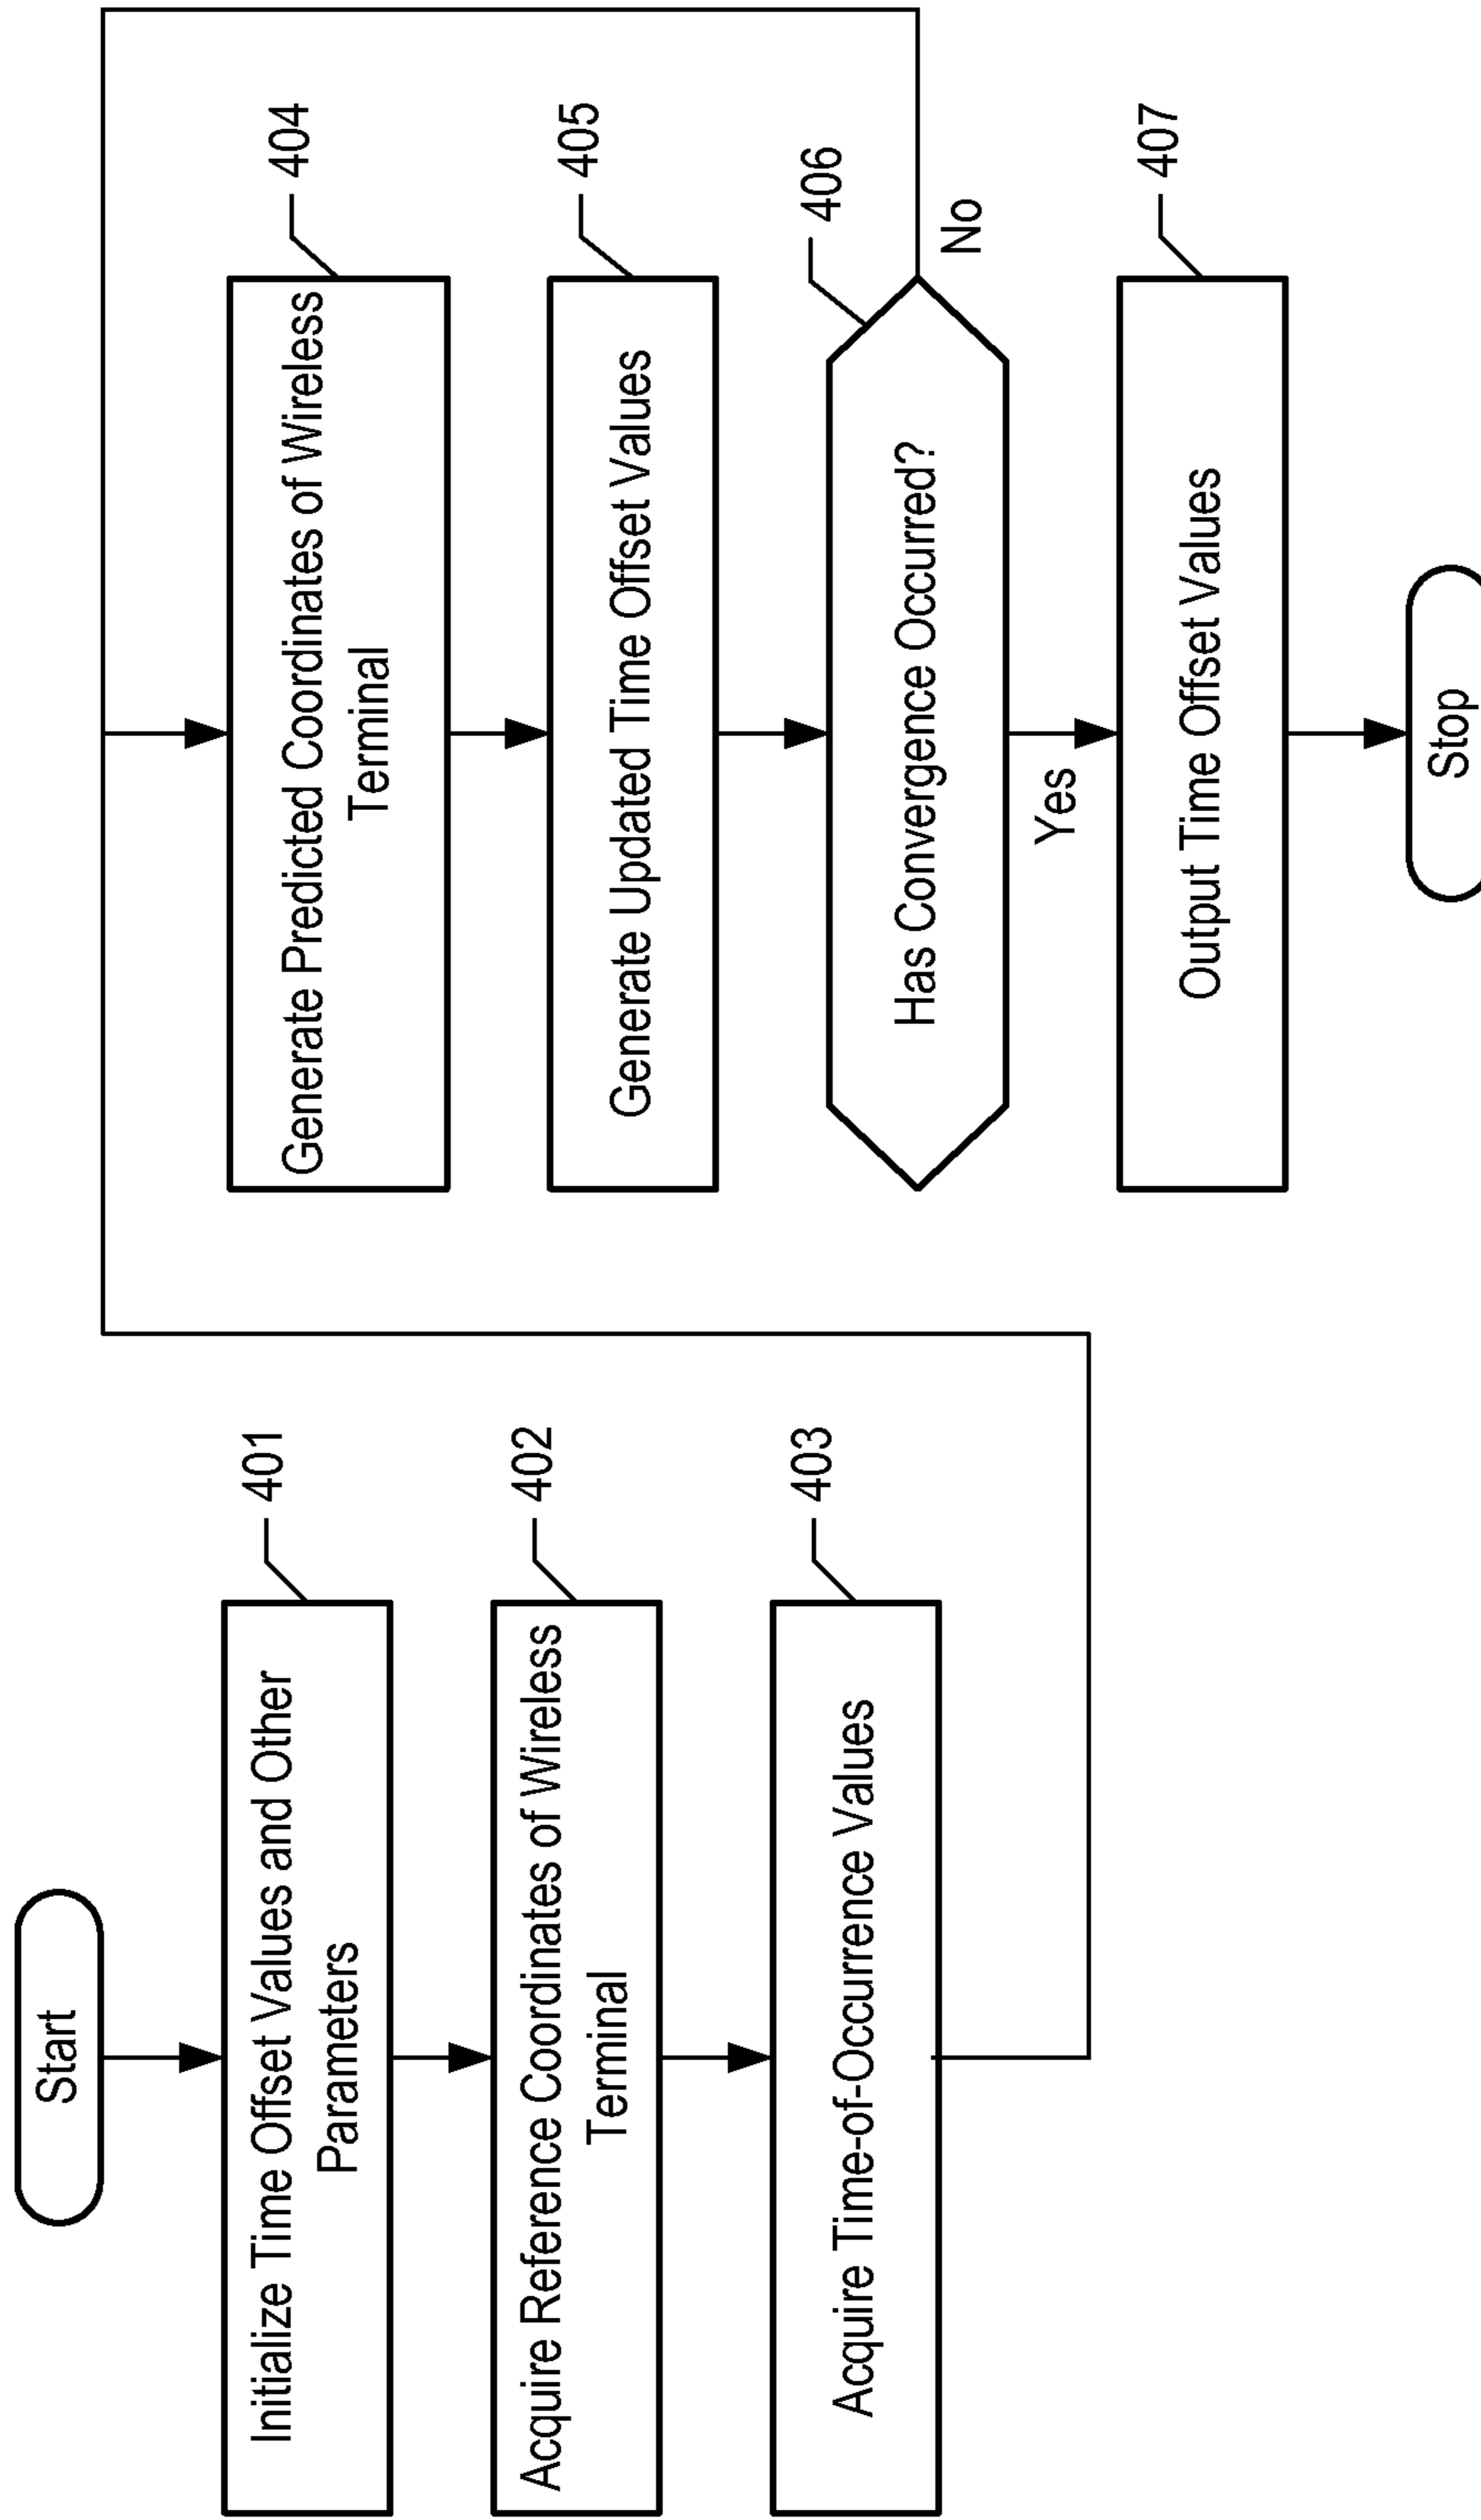 Start
Initialize Time Offset Values and Other
Parameters
401
Acquire Reference Coordinates of Wireless
Terminal
402
Acquire Time-of-Occurrence Values
403
Generate Predicted Coordinates of Wireless
Terminal
404
Generate Updated Time Offset Values
405
Has Convergence Occurred?
406
No
Yes
Output Time Offset Values
407
Stop